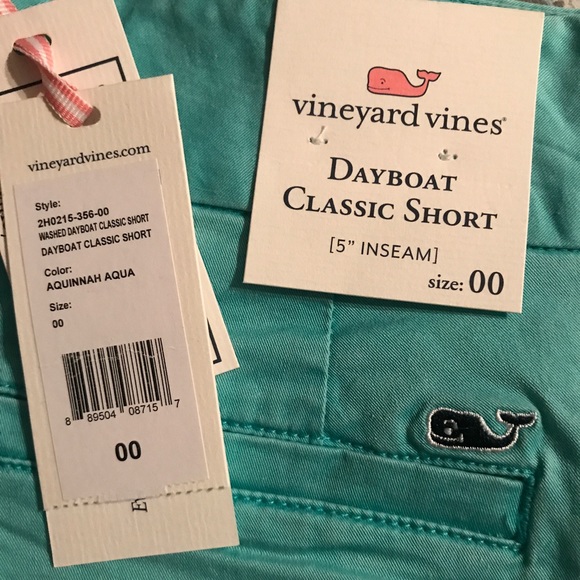 vineyardvines.com
Style:
2H0215-356-00
WASHED DAYBOAT CLASSIC SHORT
DAYBOAT CLASSIC SHORT
Color:
AQUINNAH AQUA
Size:
00
8 89504 08715 7
00
vineyard vines®
DAYBOAT
CLASSIC SHORT
[5" INSEAM]
size: 00